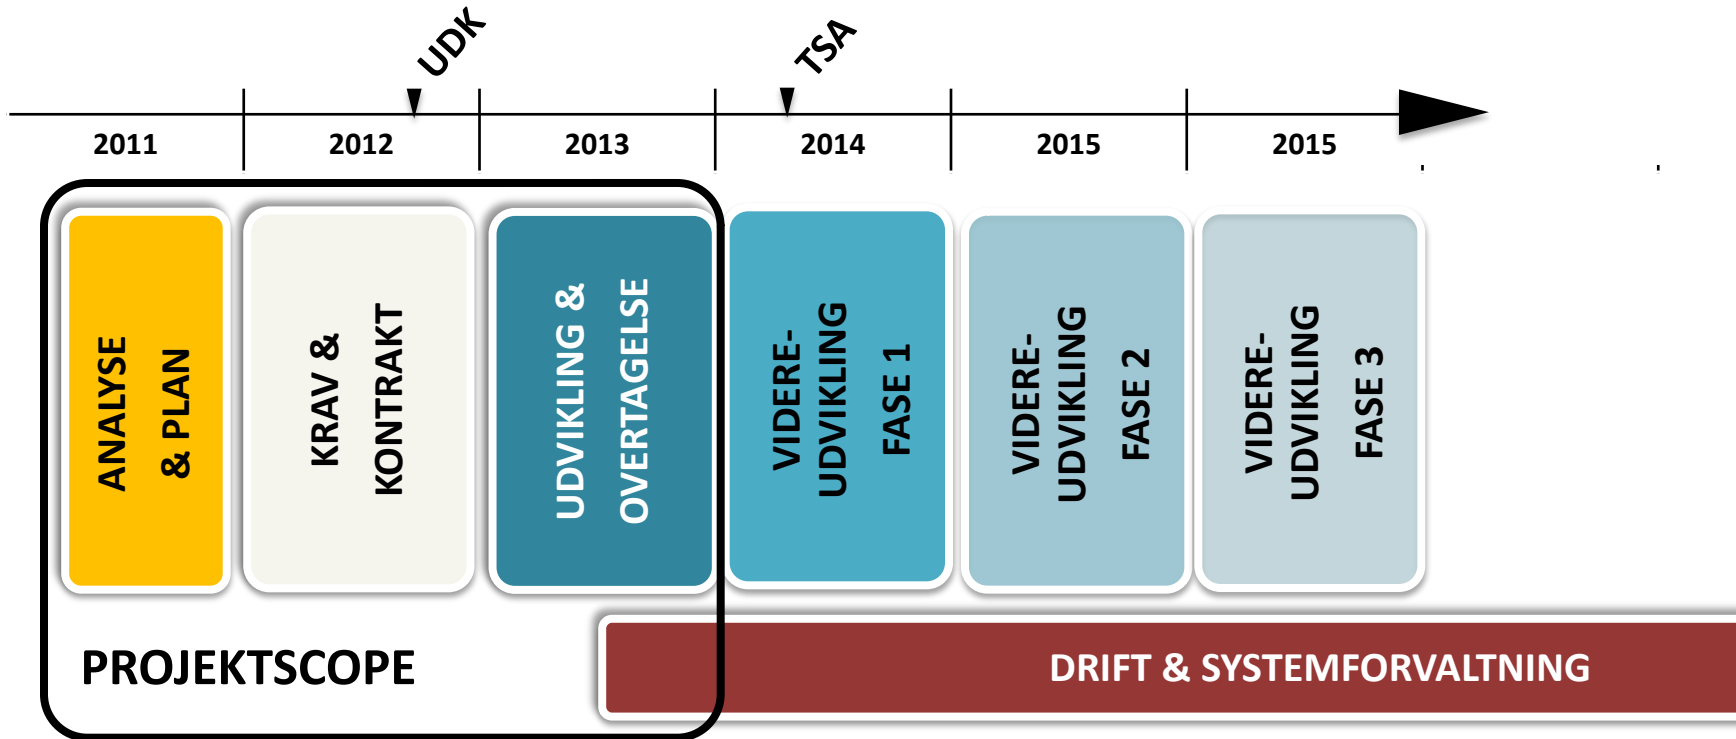 UDK
TSA
2011
2012
2013
2014
2015
2015
ANALYSE
& PLAN
KRAV &
KONTRAKT
UDVIKLING &
OVERTAGELSE
VIDERE-
UDVIKLING
FASE 1
VIDERE-
UDVIKLING
FASE 2
VIDERE-
UDVIKLING
FASE 3
PROJEKTSCOPE
DRIFT & SYSTEMFORVALTNING